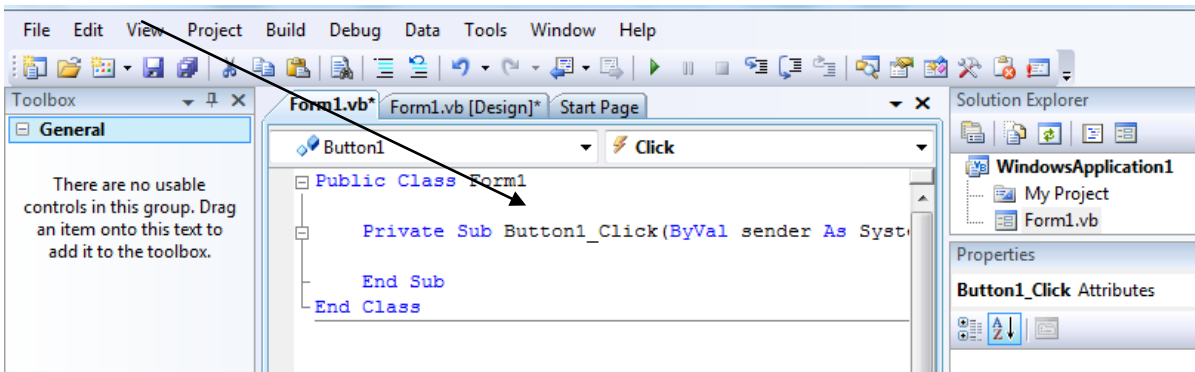 File Edit View Project Build Debug Data Tools Window Help
Toolbox
General
There are no usable
controls in this group. Drag
an item onto this text to
add it to the toolbox.
Form1.vb* Form1.vb [Design]* Start Page
Button1 Click
Public Class Form1
Private Sub Button1_Click(ByVal sender As Syst
End Sub
End Class
Solution Explorer
WindowsApplication1
My Project
Form1.vb
Properties
Button1_Click Attributes